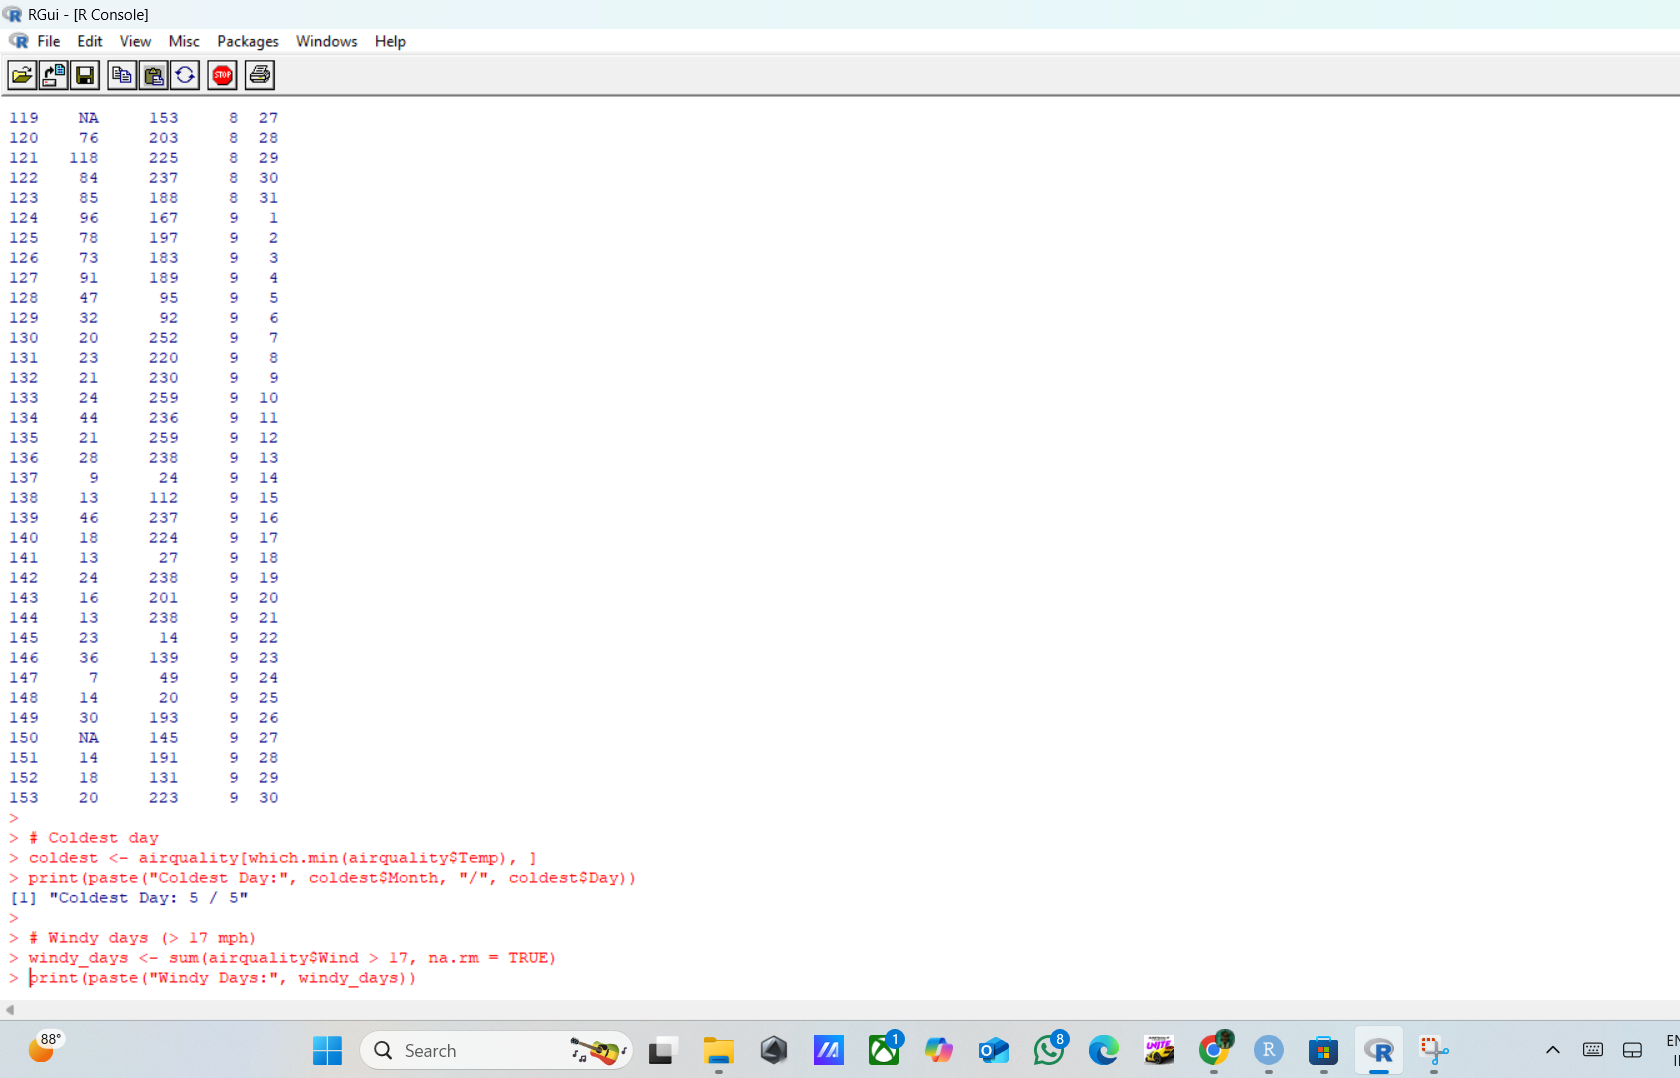 RGui - [R Console]
File Edit View Misc Packages Windows Help
STOP
119 NA 153 8 27
120 76 203 8 28
121 118 225 8 29
122 84 237 8 30
123 85 188 8 31
124 96 167 9 1
125 78 197 9 2
126 73 183 9 3
127 91 189 9 4
128 47 95 9 5
129 32 92 9 6
130 20 252 9 7
131 23 220 9 8
132 21 230 9 9
133 24 259 9 10
134 44 236 9 11
135 21 259 9 12
136 28 238 9 13
137 9 24 9 14
138 13 112 9 15
139 46 237 9 16
140 18 224 9 17
141 13 27 9 18
142 24 238 9 19
143 16 201 9 20
144 13 238 9 21
145 23 14 9 22
146 36 139 9 23
147 7 49 9 24
148 14 20 9 25
149 30 193 9 26
150 NA 145 9 27
151 14 191 9 28
152 18 131 9 29
153 20 223 9 30
>
> # Coldest day
> coldest <- airquality[which.min(airquality$Temp), ]
> print(paste("Coldest Day:", coldest$Month, "/", coldest$Day))
[1] "Coldest Day: 5 / 5"
>
> # Windy days (> 17 mph)
> windy_days <- sum(airquality$Wind > 17, na.rm = TRUE)
> print(paste("Windy Days:", windy_days))
88° Search 1 8 UNITE R R EN